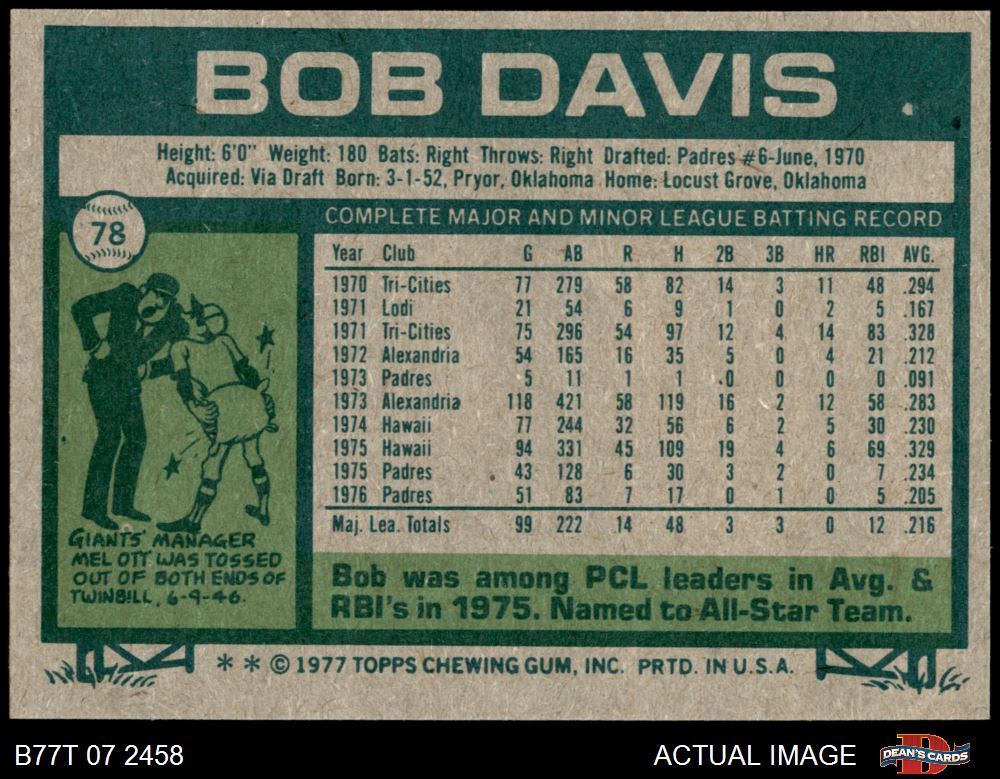 BOB DAVIS
Height: 6'0" Weight: 180 Bats: Right Throws: Right Drafted: Padres #6-June, 1970
Acquired: Via Draft Born: 3-1-52, Pryor, Oklahoma Home: Locust Grove, Oklahoma
78
COMPLETE MAJOR AND MINOR LEAGUE BATTING RECORD
Year Club G AB R H 2B 3B HR RBI AVG.
1970 Tri-Cities 77 279 58 82 14 3 11 48 .294
1971 Lodi 21 54 6 9 1 0 2 5 .167
1971 Tri-Cities 75 296 54 97 12 4 14 83 .328
1972 Alexandria 54 165 16 35 5 0 4 21 .212
1973 Padres 5 11 1 1 0 0 0 0 .091
1973 Alexandria 118 421 58 119 16 2 12 58 .283
1974 Hawaii 77 244 32 56 6 2 5 30 .230
1975 Hawaii 94 331 45 109 19 4 6 69 .329
1975 Padres 43 128 6 30 3 2 0 7 .234
1976 Padres 51 83 7 17 0 1 0 5 .205
Maj. Lea. Totals 99 222 14 48 3 3 0 12 .216
GIANTS' MANAGER
MEL OTT WAS TOSSED
OUT OF BOTH ENDS OF
TWINBILL, 6-9-46.
Bob was among PCL leaders in Avg. &
RBI's in 1975. Named to All-Star Team.
* * © 1977 TOPPS CHEWING GUM, INC. PRTD. IN U.S.A.
B77T 07 2458
ACTUAL IMAGE
D
DEAN'S CARDS